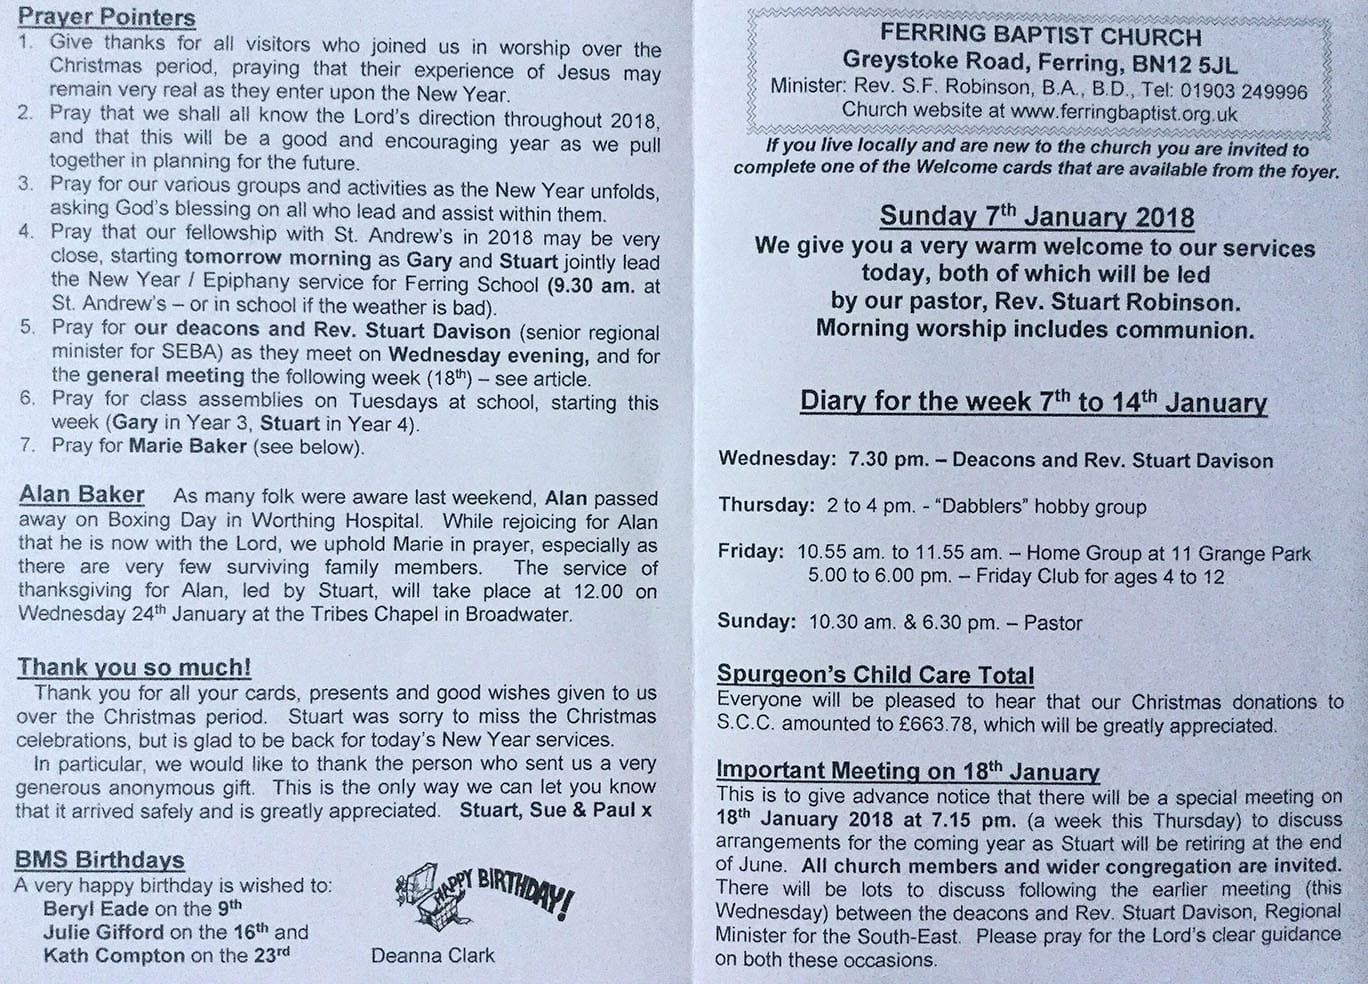 Prayer Pointers
1. Give thanks for all visitors who joined us in worship over the
Christmas period, praying that their experience of Jesus may
remain very real as they enter upon the New Year.
2. Pray that we shall all know the Lord's direction throughout 2018,
and that this will be a good and encouraging year as we pull
together in planning for the future.
3. Pray for our various groups and activities as the New Year unfolds,
asking God's blessing on all who lead and assist within them.
4. Pray that our fellowship with St. Andrew's in 2018 may be very
close, starting tomorrow morning as Gary and Stuart jointly lead
the New Year / Epiphany service for Ferring School (9.30 am. at
St. Andrew's – or in school if the weather is bad).
5. Pray for our deacons and Rev. Stuart Davison (senior regional
minister for SEBA) as they meet on Wednesday evening, and for
the general meeting the following week (18th) – see article.
6. Pray for class assemblies on Tuesdays at school, starting this
week (Gary in Year 3, Stuart in Year 4).
7. Pray for Marie Baker (see below).
Alan Baker As many folk were aware last weekend, Alan passed
away on Boxing Day in Worthing Hospital. While rejoicing for Alan
that he is now with the Lord, we uphold Marie in prayer, especially as
there are very few surviving family members. The service of
thanksgiving for Alan, led by Stuart, will take place at 12.00 on
Wednesday 24th January at the Tribes Chapel in Broadwater.
Thank you so much!
Thank you for all your cards, presents and good wishes given to us
over the Christmas period. Stuart was sorry to miss the Christmas
celebrations, but is glad to be back for today's New Year services.
In particular, we would like to thank the person who sent us a very
generous anonymous gift. This is the only way we can let you know
that it arrived safely and is greatly appreciated. Stuart, Sue & Paul x
BMS Birthdays
A very happy birthday is wished to:
Beryl Eade on the 9th
Julie Gifford on the 16th and
Kath Compton on the 23rd
HAPPY BIRTHDAY!
Deanna Clark
FERRING BAPTIST CHURCH
Greystoke Road, Ferring, BN12 5JL
Minister: Rev. S.F. Robinson, B.A., B.D., Tel: 01903 249996
Church website at www.ferringbaptist.org.uk
If you live locally and are new to the church you are invited to
complete one of the Welcome cards that are available from the foyer.
Sunday 7th January 2018
We give you a very warm welcome to our services
today, both of which will be led
by our pastor, Rev. Stuart Robinson.
Morning worship includes communion.
Diary for the week 7th to 14th January
Wednesday: 7.30 pm. – Deacons and Rev. Stuart Davison
Thursday: 2 to 4 pm. - "Dabblers" hobby group
Friday: 10.55 am. to 11.55 am. – Home Group at 11 Grange Park
5.00 to 6.00 pm. – Friday Club for ages 4 to 12
Sunday: 10.30 am. & 6.30 pm. – Pastor
Spurgeon's Child Care Total
Everyone will be pleased to hear that our Christmas donations to
S.C.C. amounted to £663.78, which will be greatly appreciated.
Important Meeting on 18th January
This is to give advance notice that there will be a special meeting on
18th January 2018 at 7.15 pm. (a week this Thursday) to discuss
arrangements for the coming year as Stuart will be retiring at the end
of June. All church members and wider congregation are invited.
There will be lots to discuss following the earlier meeting (this
Wednesday) between the deacons and Rev. Stuart Davison, Regional
Minister for the South-East. Please pray for the Lord's clear guidance
on both these occasions.